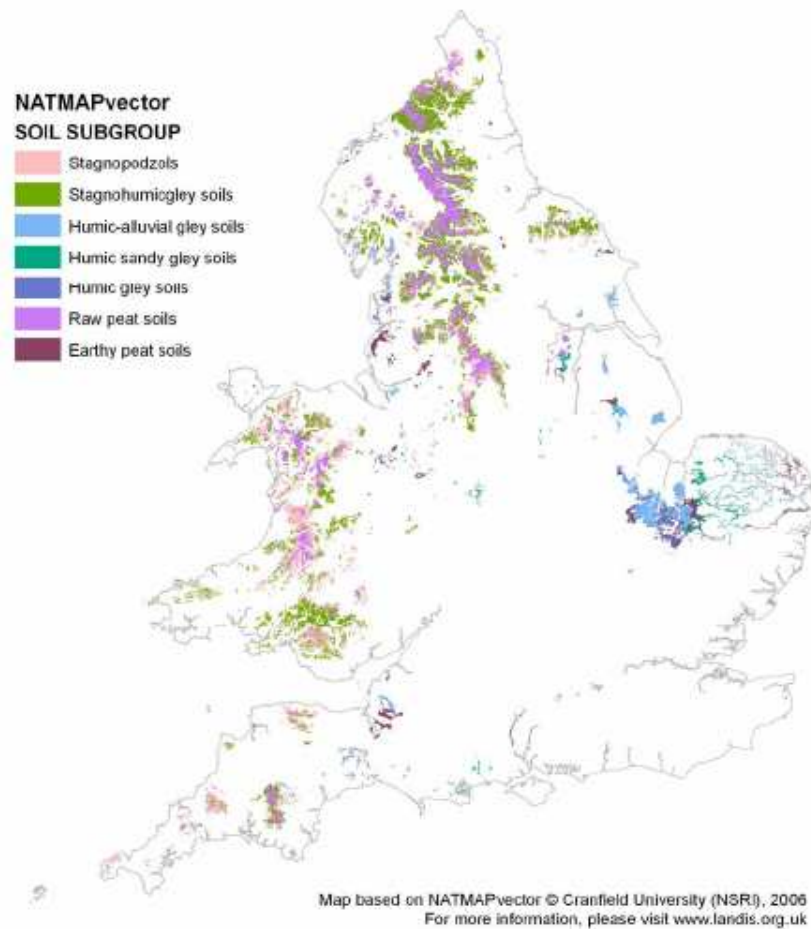 NATMAPvector
SOIL SUBGROUP
Stagnopodzols
Stagnohumicgley soils
Humic-alluvial gley soils
Humic sandy gley soils
Humic gley soils
Raw peat soils
Earthy peat soils
Map based on NATMAPvector © Cranfield University (NSRI), 2006
For more information, please visit www.landis.org.uk